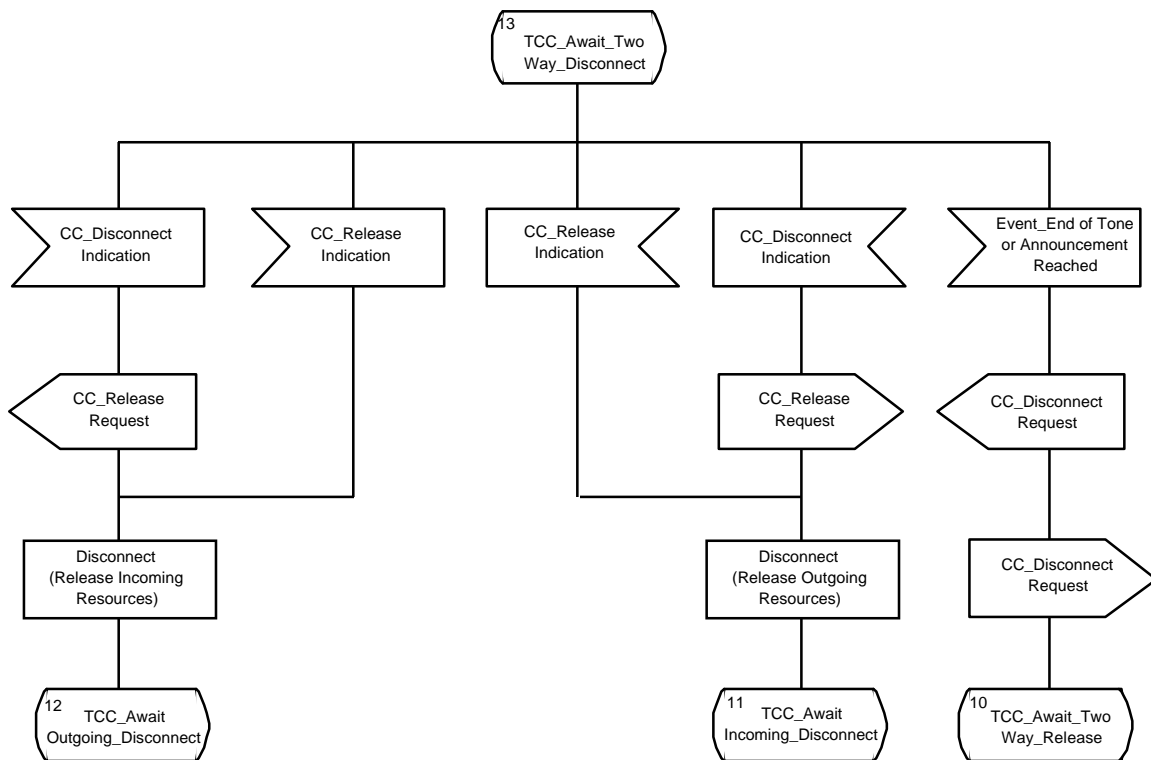 13
TCC_Await_Two
Way_Disconnect
CC_Disconnect
Indication
CC_Release
Indication
CC_Release
Indication
CC_Disconnect
Indication
Event_End of Tone
or Announcement
Reached
CC_Release
Request
CC_Release
Request
CC_Disconnect
Request
Disconnect
(Release Incoming
Resources)
Disconnect
(Release Outgoing
Resources)
CC_Disconnect
Request
12
TCC_Await
Outgoing_Disconnect
11
TCC_Await
Incoming_Disconnect
10
TCC_Await_Two
Way_Release